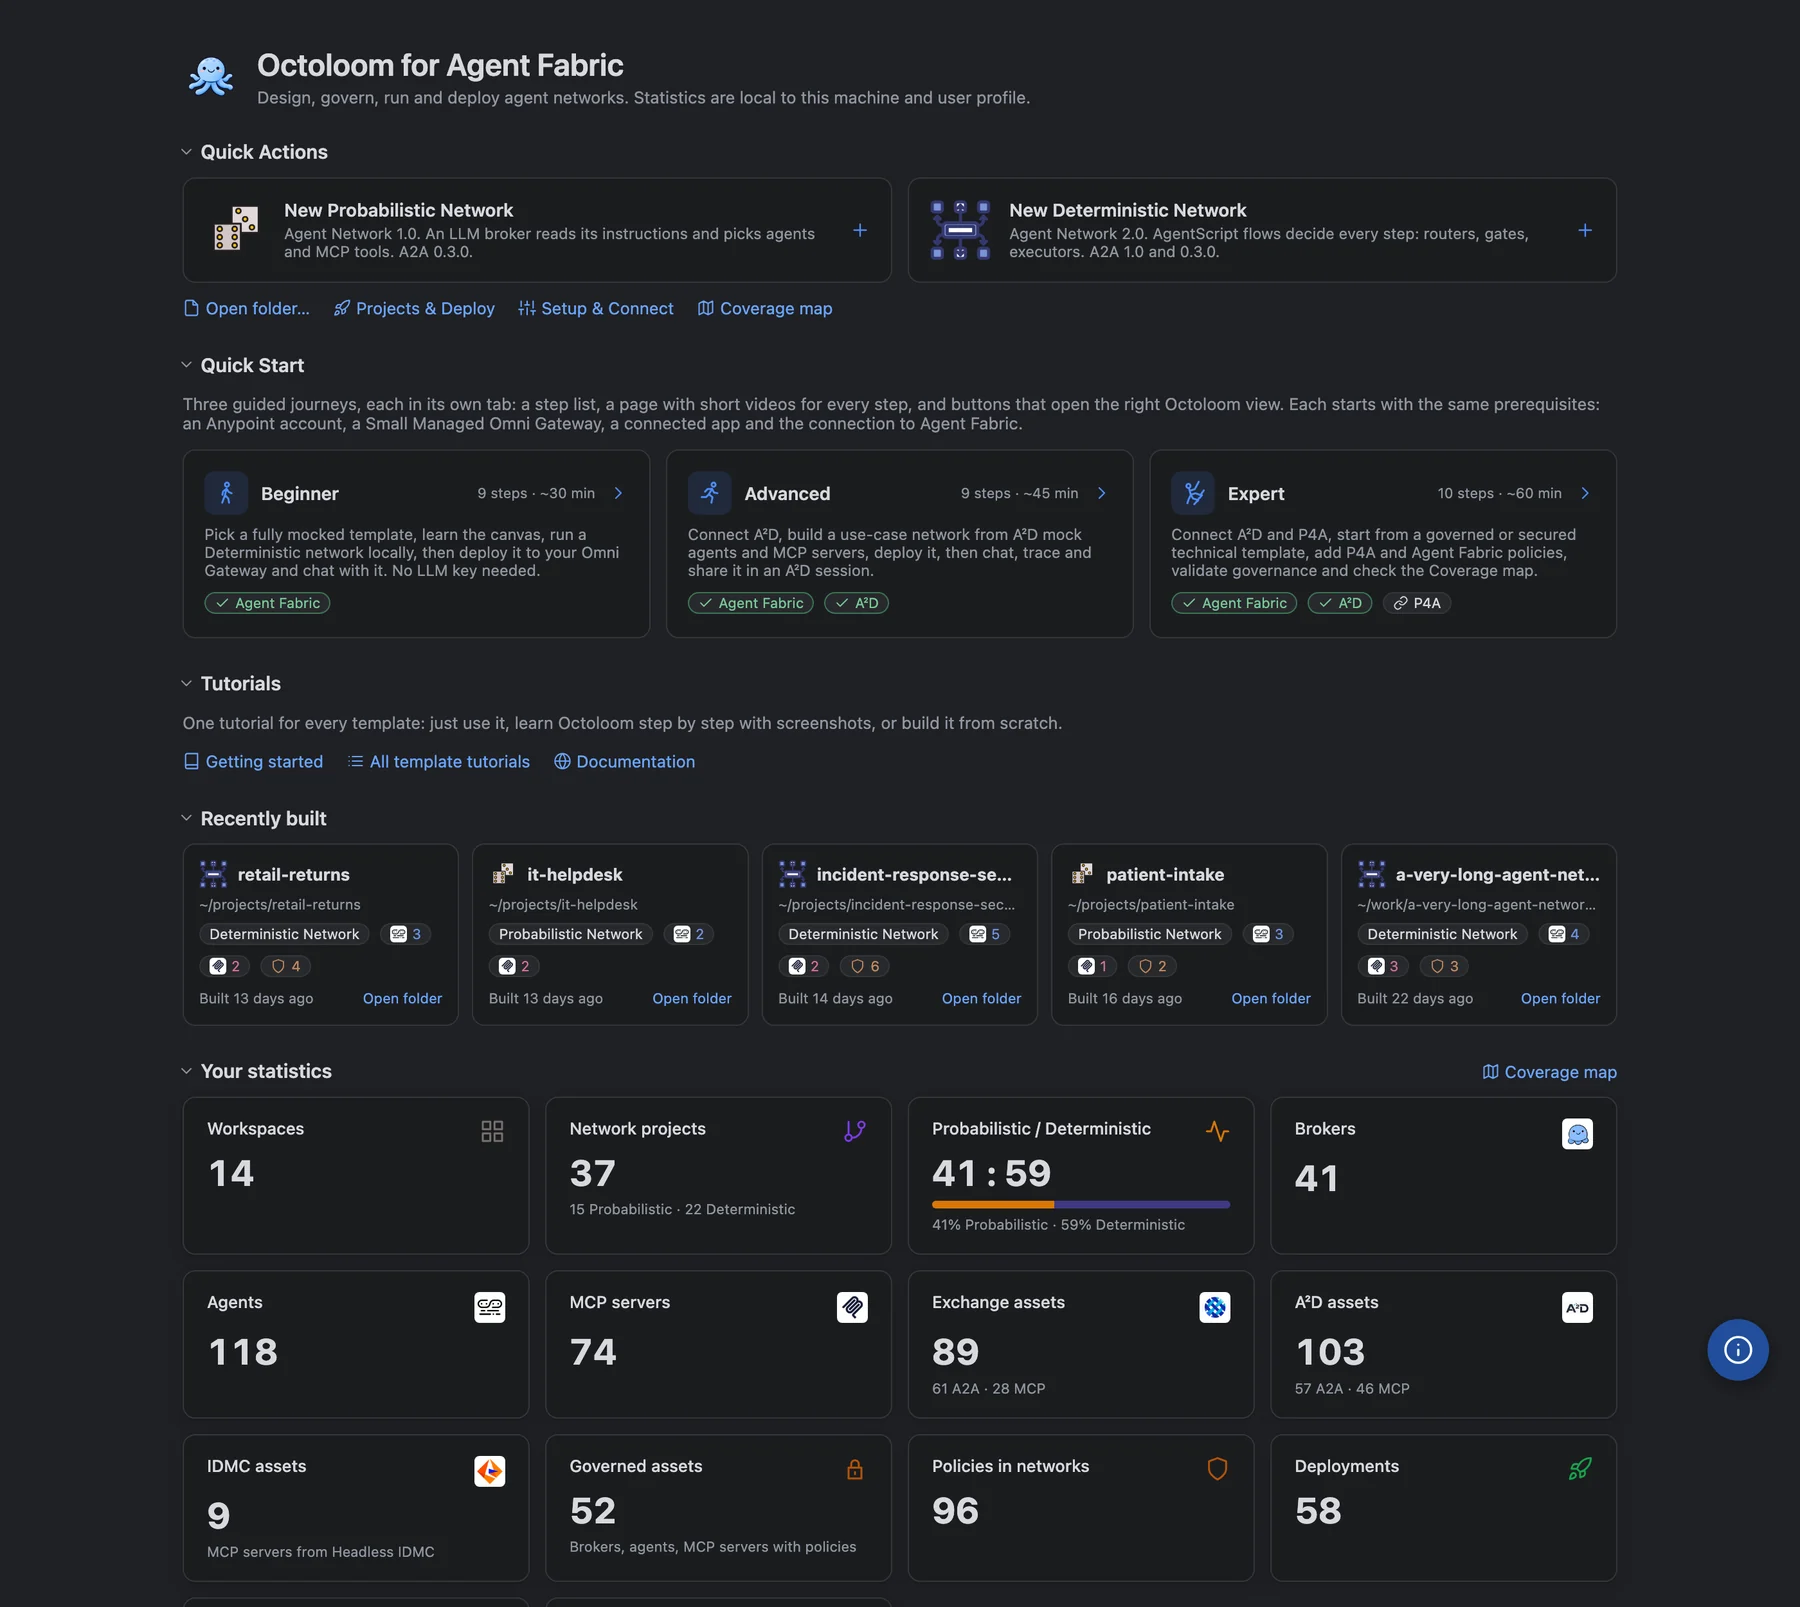 Octoloom for Agent Fabric
Design, govern, run and deploy agent networks. Statistics are local to this machine and user profile.
Quick Actions
New Probabilistic Network
Agent Network 1.0. An LLM broker reads its instructions and picks agents
and MCP tools. A2A 0.3.0.
New Deterministic Network
Agent Network 2.0. AgentScript flows decide every step: routers, gates,
executors. A2A 1.0 and 0.3.0.
Open folder... Projects & Deploy Setup & Connect Coverage map
Quick Start
Three guided journeys, each in its own tab: a step list, a page with short videos for every step, and buttons that open the right Octoloom view. Each starts with the same prerequisites:
an Anypoint account, a Small Managed Omni Gateway, a connected app and the connection to Agent Fabric.
Beginner 9 steps · ~30 min
Pick a fully mocked template, learn the canvas, run a
Deterministic network locally, then deploy it to your Omni
Gateway and chat with it. No LLM key needed.
Agent Fabric
Advanced 9 steps · ~45 min
Connect A²D, build a use-case network from A²D mock
agents and MCP servers, deploy it, then chat, trace and
share it in an A²D session.
Agent Fabric A²D
Expert 10 steps · ~60 min
Connect A²D and P4A, start from a governed or secured
technical template, add P4A and Agent Fabric policies,
validate governance and check the Coverage map.
Agent Fabric A²D P4A
Tutorials
One tutorial for every template: just use it, learn Octoloom step by step with screenshots, or build it from scratch.
Getting started All template tutorials Documentation
Recently built
retail-returns
~/projects/retail-returns
Deterministic Network 3
2 4
Built 13 days ago Open folder
it-helpdesk
~/projects/it-helpdesk
Probabilistic Network 2
2
Built 13 days ago Open folder
incident-response-se...
~/projects/incident-response-sec...
Deterministic Network 5
2 6
Built 14 days ago Open folder
patient-intake
~/projects/patient-intake
Probabilistic Network 3
1 2
Built 16 days ago Open folder
a-very-long-agent-net...
~/work/a-very-long-agent-networ...
Deterministic Network 4
3 3
Built 22 days ago Open folder
Your statistics Coverage map
Workspaces
14
Network projects
37
15 Probabilistic · 22 Deterministic
Probabilistic / Deterministic
41 : 59
41% Probabilistic · 59% Deterministic
Brokers
41
Agents
118
MCP servers
74
Exchange assets
89
61 A2A · 28 MCP
A²D assets
A²D
103
57 A2A · 46 MCP
IDMC assets
9
MCP servers from Headless IDMC
Governed assets
52
Brokers, agents, MCP servers with policies
Policies in networks
96
Deployments
58